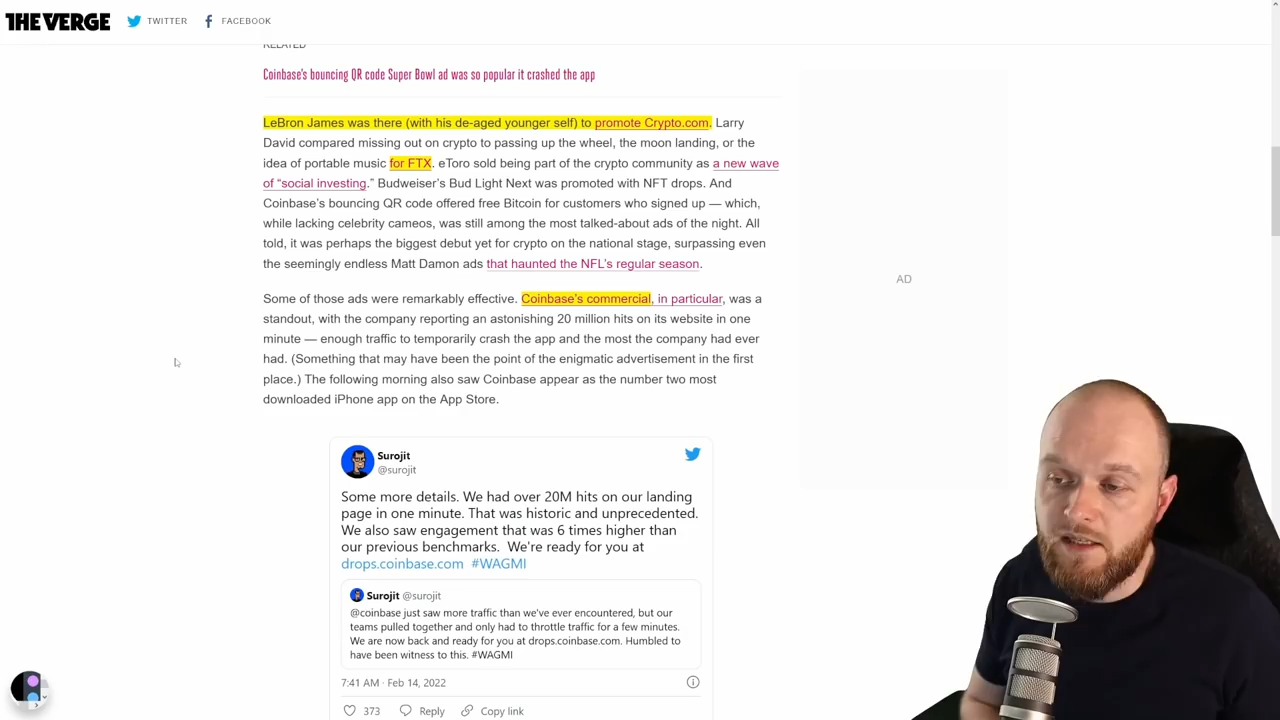 THE VERGE
TWITTER
FACEBOOK
RELATED
Coinbase's bouncing QR code Super Bowl ad was so popular it crashed the app
LeBron James was there (with his de-aged younger self) to promote Crypto.com. Larry
David compared missing out on crypto to passing up the wheel, the moon landing, or the
idea of portable music for FTX. eToro sold being part of the crypto community as a new wave
of “social investing.” Budweiser’s Bud Light Next was promoted with NFT drops. And
Coinbase’s bouncing QR code offered free Bitcoin for customers who signed up — which,
while lacking celebrity cameos, was still among the most talked-about ads of the night. All
told, it was perhaps the biggest debut yet for crypto on the national stage, surpassing even
the seemingly endless Matt Damon ads that haunted the NFL’s regular season.
Some of those ads were remarkably effective. Coinbase’s commercial, in particular, was a
standout, with the company reporting an astonishing 20 million hits on its website in one
minute — enough traffic to temporarily crash the app and the most the company had ever
had. (Something that may have been the point of the enigmatic advertisement in the first
place.) The following morning also saw Coinbase appear as the number two most
downloaded iPhone app on the App Store.
AD
Surojit
@surojit
Some more details. We had over 20M hits on our landing
page in one minute. That was historic and unprecedented.
We also saw engagement that was 6 times higher than
our previous benchmarks. We're ready for you at
drops.coinbase.com #WAGMI
Surojit @surojit
@coinbase just saw more traffic than we've ever encountered, but our
teams pulled together and only had to throttle traffic for a few minutes.
We are now back and ready for you at drops.coinbase.com. Humbled to
have been witness to this. #WAGMI
7:41 AM · Feb 14, 2022
373
Reply
Copy link